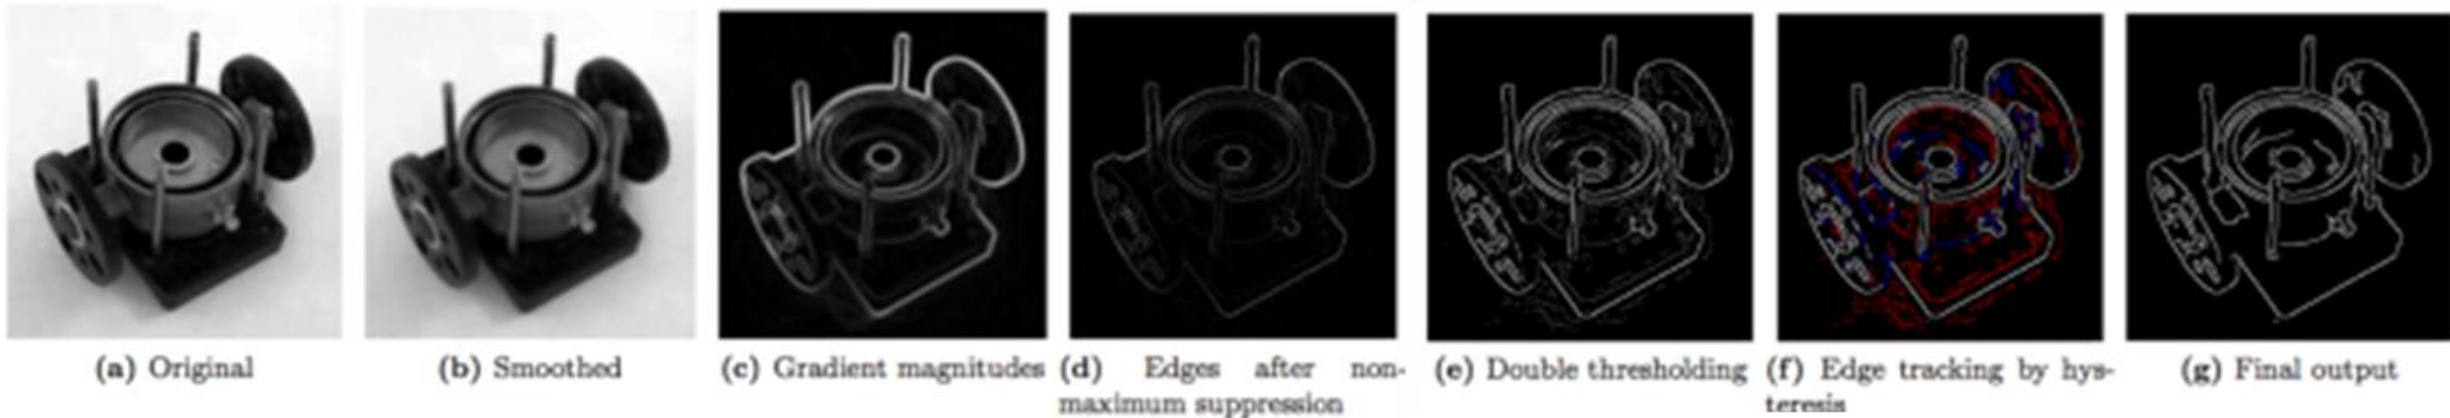 (a) Original
(b) Smoothed
(c) Gradient magnitudes
(d) Edges after non-
maximum suppression
(e) Double thresholding
(f) Edge tracking by hys-
teresis
(g) Final output